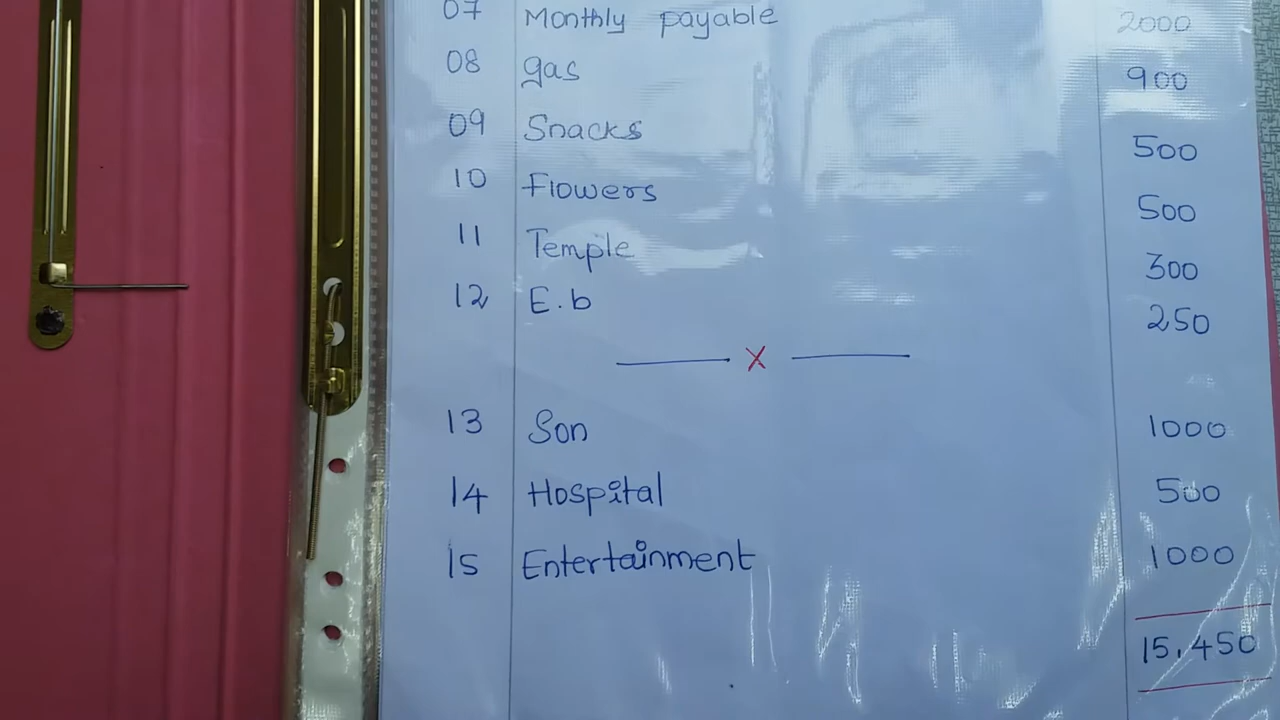 07 Monthly payable 2000
08 gas 900
09 Snacks 500
10 Flowers 500
11 Temple 300
12 E.b 250
X
13 Son 1000
14 Hospital 500
15 Entertainment 1000
15,450